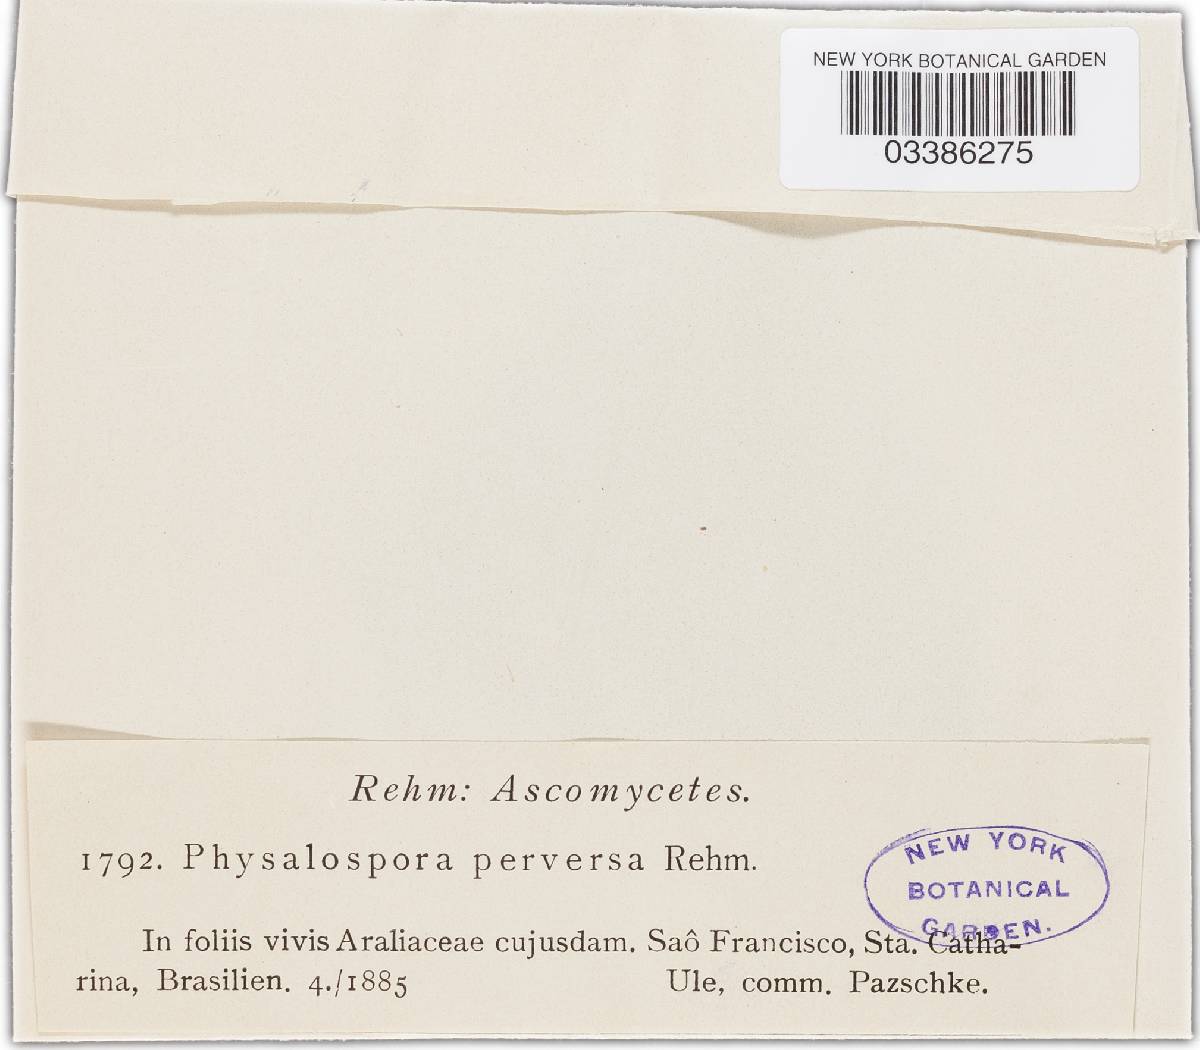 NEW YORK BOTANICAL GARDEN
03386275
Rehm: Ascomycetes.
1792. Physalospora perversa Rehm.
NEW YORK
BOTANICAL
GARDEN.
In foliis vivis Araliaceae cujusdam. Saô Francisco, Sta. Catha-
rina, Brasilien. 4./1885 Ule, comm. Pazschke.